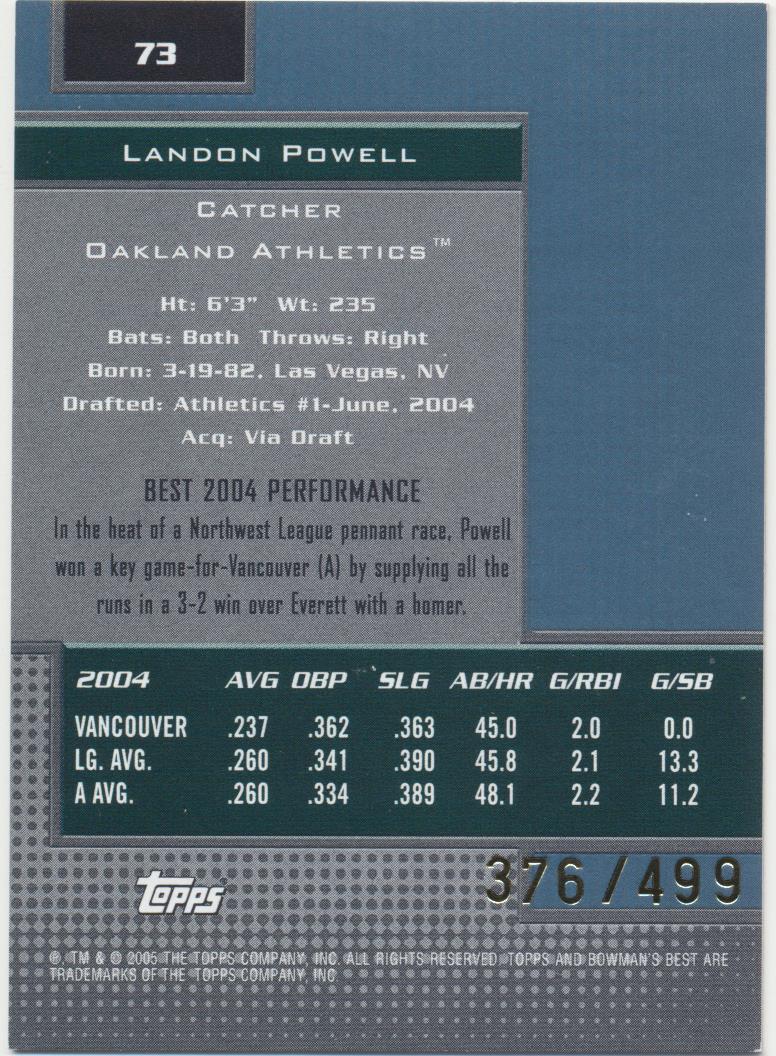 73
LANDON POWELL
CATCHER
OAKLAND ATHLETICS™
Ht: 6'3" Wt: 235
Bats: Both Throws: Right
Born: 3-19-82, Las Vegas, NV
Drafted: Athletics #1-June, 2004
Acq: Via Draft
BEST 2004 PERFORMANCE
In the heat of a Northwest League pennant race, Powell
won a key game-for-Vancouver (A) by supplying all the
runs in a 3-2 win over Everett with a homer.
2004 AVG OBP SLG AB/HR G/RBI G/SB
VANCOUVER .237 .362 .363 45.0 2.0 0.0
LG. AVG. .260 .341 .390 45.8 2.1 13.3
A AVG. .260 .334 .389 48.1 2.2 11.2
376/499
Topps
®, TM & © 2005 THE TOPPS COMPANY, INC. ALL RIGHTS RESERVED. TOPPS AND BOWMAN'S BEST ARE
TRADEMARKS OF THE TOPPS COMPANY, INC.